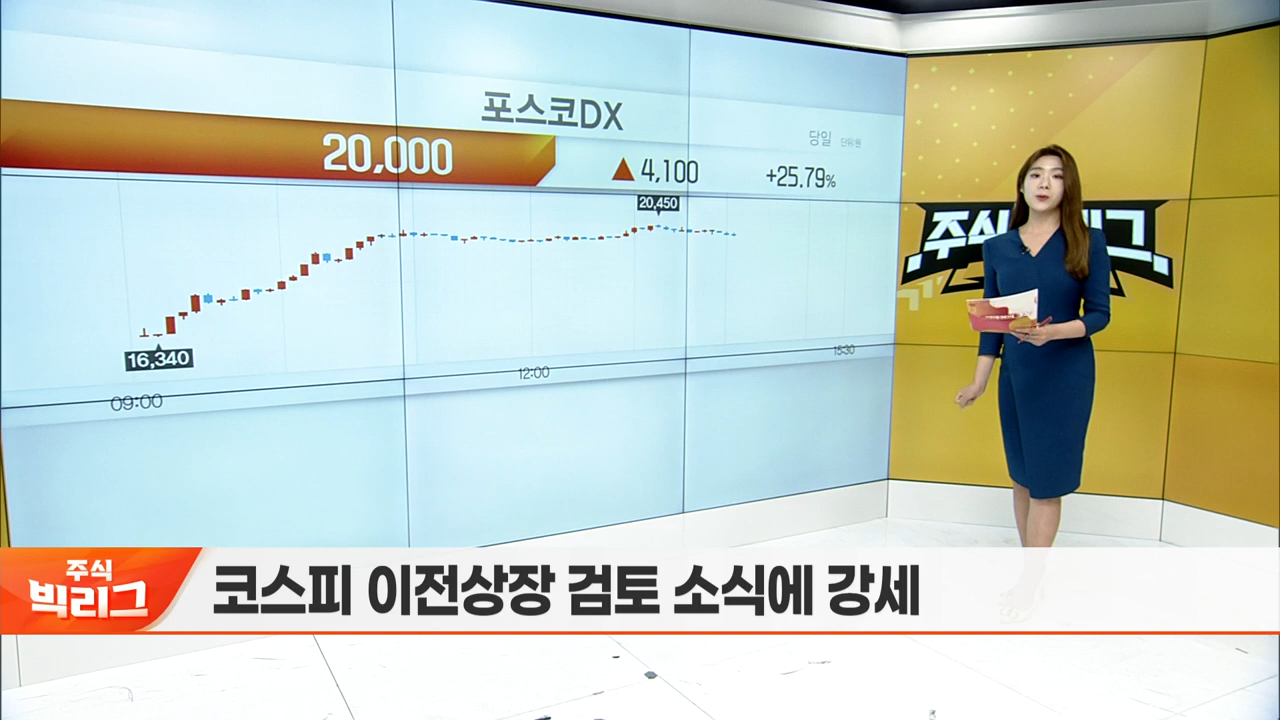 포스코DX
당일 단위:원
20,000
▲ 4,100
+25.79%
20,450
16,340
09:00
12:00
15:30
주식
빅리그
코스피 이전상장 검토 소식에 강세